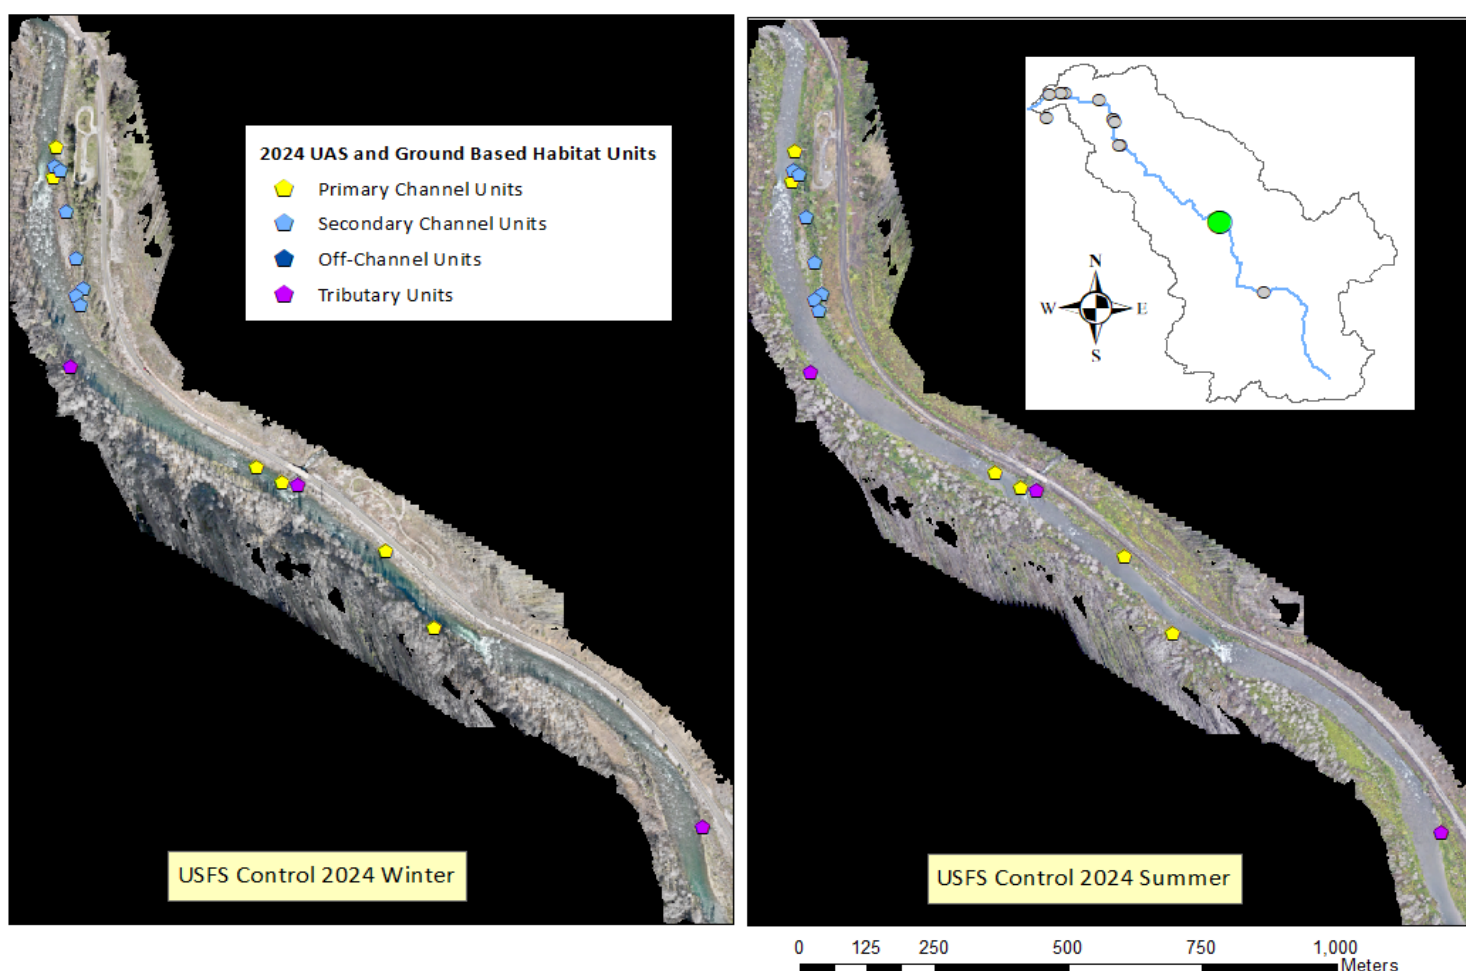 2024 UAS and Ground Based Habitat Units
Primary Channel Units
Secondary Channel Units
Off-Channel Units
Tributary Units
USFS Control 2024 Winter
N
W E
S
USFS Control 2024 Summer
0 125 250 500 750 1,000
Meters